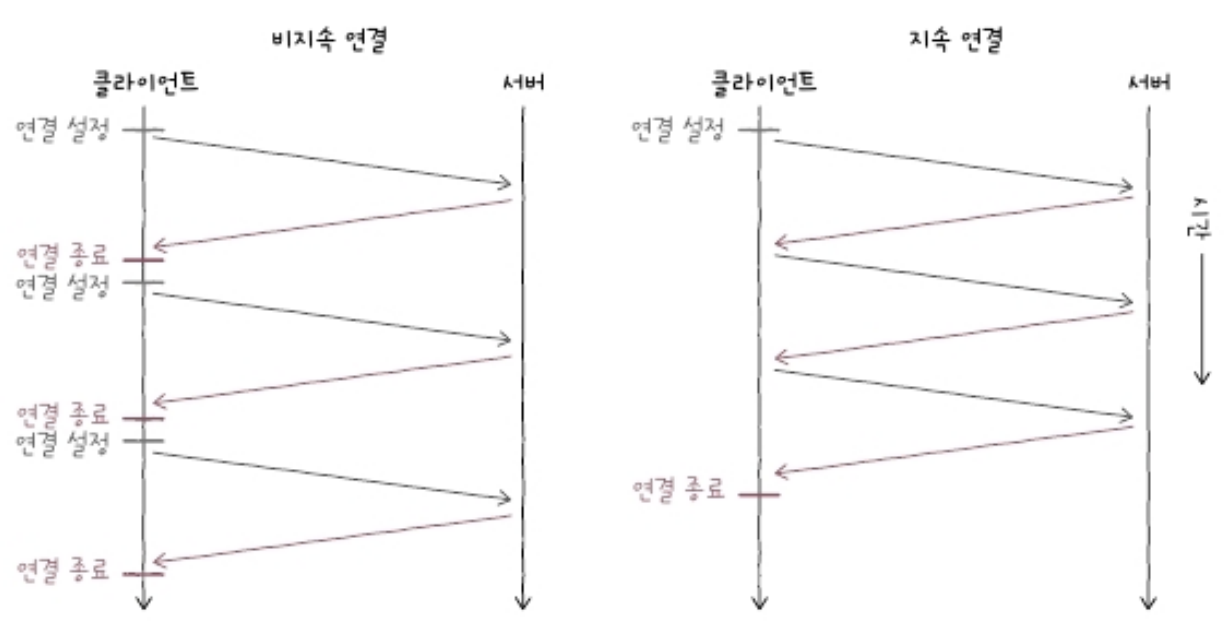 비지속 연결
클라이언트
서버
연결 설정
연결 종료
연결 설정
연결 종료
연결 설정
연결 종료
지속 연결
클라이언트
서버
연결 설정
연결 종료
시간